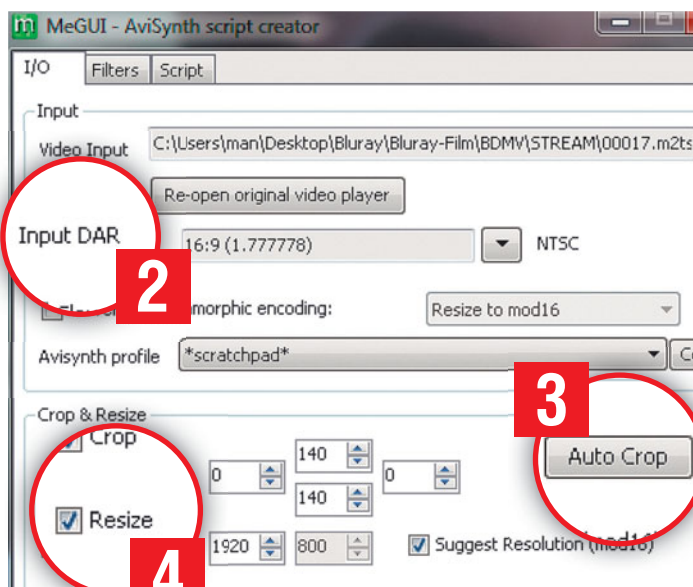 MeGUI - AviSynth script creator
I/O Filters Script
Input
Video Input C:\Users\man\Desktop\Bluray\Bluray-Film\BDMV\STREAM\00017.m2ts
Re-open original video player
Input DAR 16:9 (1.777778) NTSC
2
encoding: Resize to mod16
Avisynth profile *scratchpad*
3
Crop & Resize
Crop
140
Auto Crop
0 0
140
Resize
1920 800 Suggest Resolution (mod16)
4